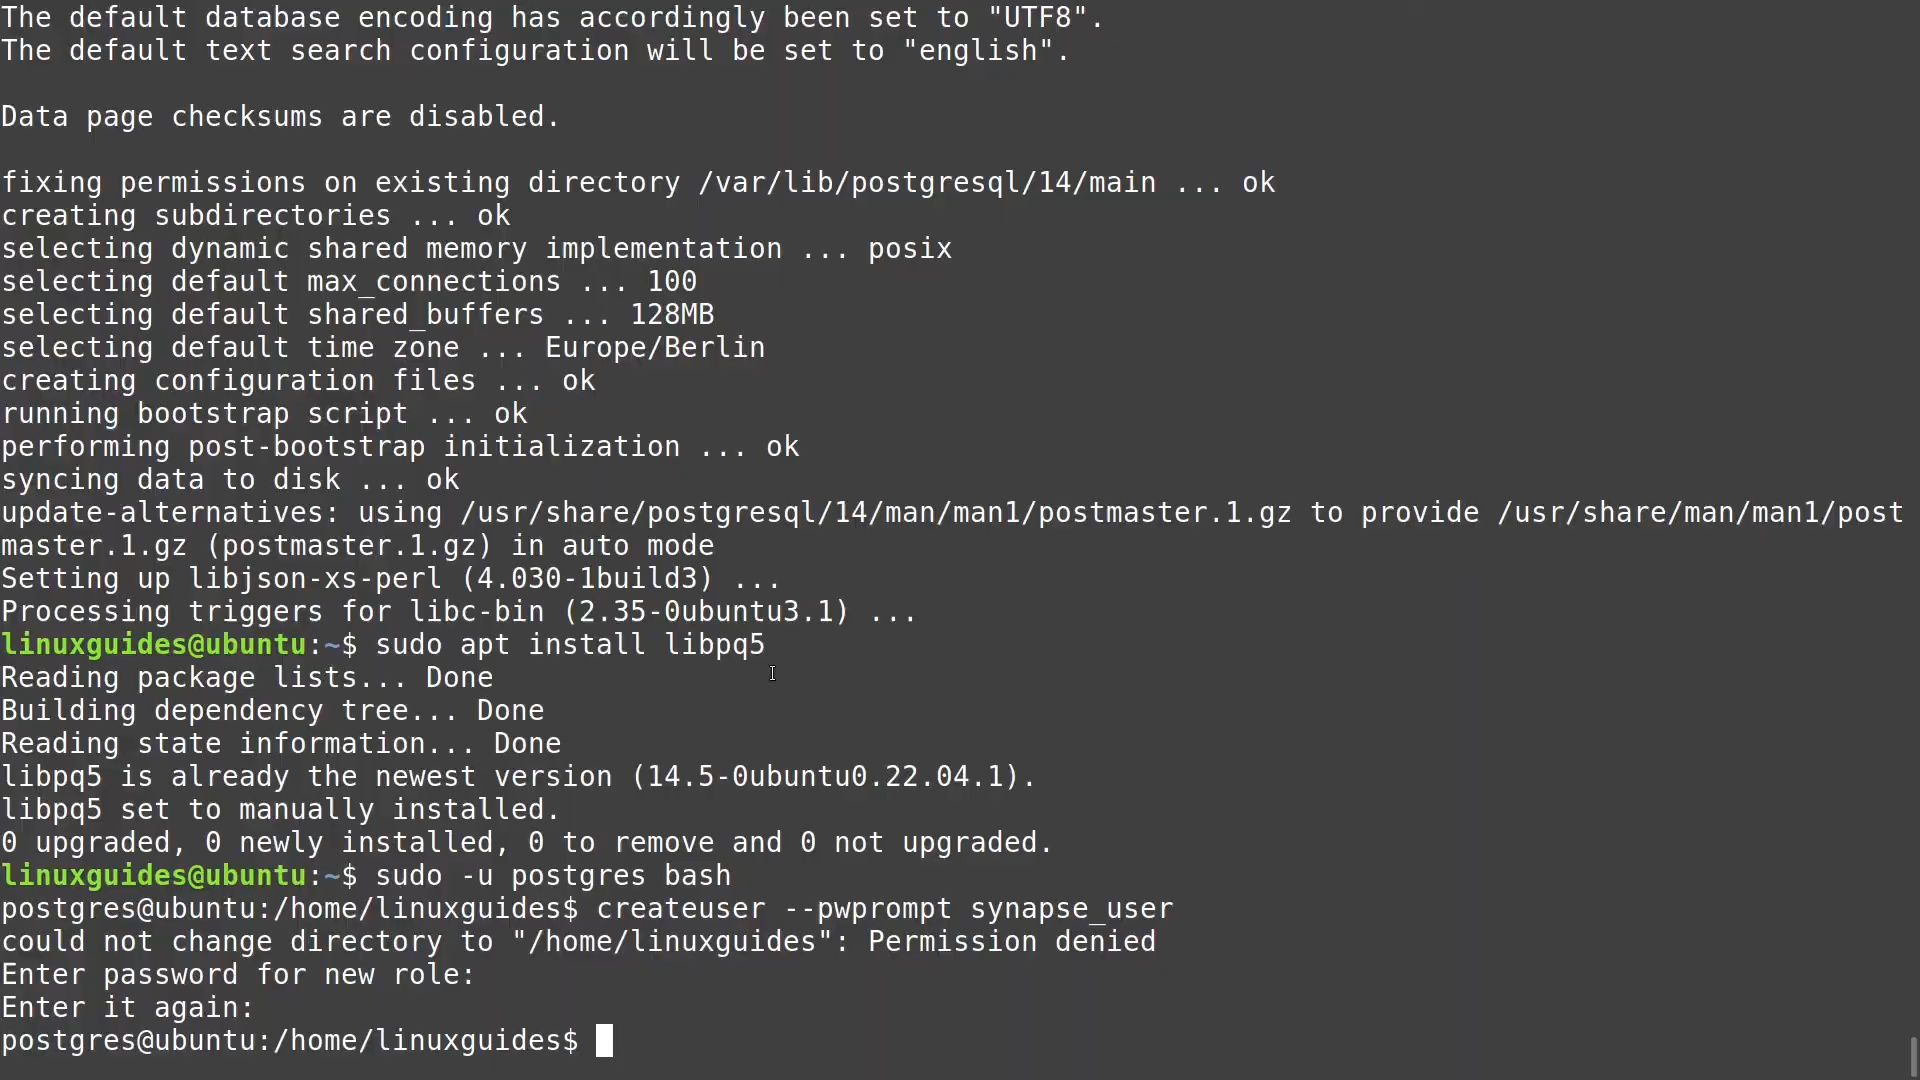 The default database encoding has accordingly been set to "UTF8".
The default text search configuration will be set to "english".
Data page checksums are disabled.
fixing permissions on existing directory /var/lib/postgresql/14/main ... ok
creating subdirectories ... ok
selecting dynamic shared memory implementation ... posix
selecting default max_connections ... 100
selecting default shared_buffers ... 128MB
selecting default time zone ... Europe/Berlin
creating configuration files ... ok
running bootstrap script ... ok
performing post-bootstrap initialization ... ok
syncing data to disk ... ok
update-alternatives: using /usr/share/postgresql/14/man/man1/postmaster.1.gz to provide /usr/share/man/man1/post
master.1.gz (postmaster.1.gz) in auto mode
Setting up libjson-xs-perl (4.030-1build3) ...
Processing triggers for libc-bin (2.35-0ubuntu3.1) ...
linuxguides@ubuntu:~$ sudo apt install libpq5
Reading package lists... Done
Building dependency tree... Done
Reading state information... Done
libpq5 is already the newest version (14.5-0ubuntu0.22.04.1).
libpq5 set to manually installed.
0 upgraded, 0 newly installed, 0 to remove and 0 not upgraded.
linuxguides@ubuntu:~$ sudo -u postgres bash
postgres@ubuntu:/home/linuxguides$ createuser --pwprompt synapse_user
could not change directory to "/home/linuxguides": Permission denied
Enter password for new role:
Enter it again:
postgres@ubuntu:/home/linuxguides$